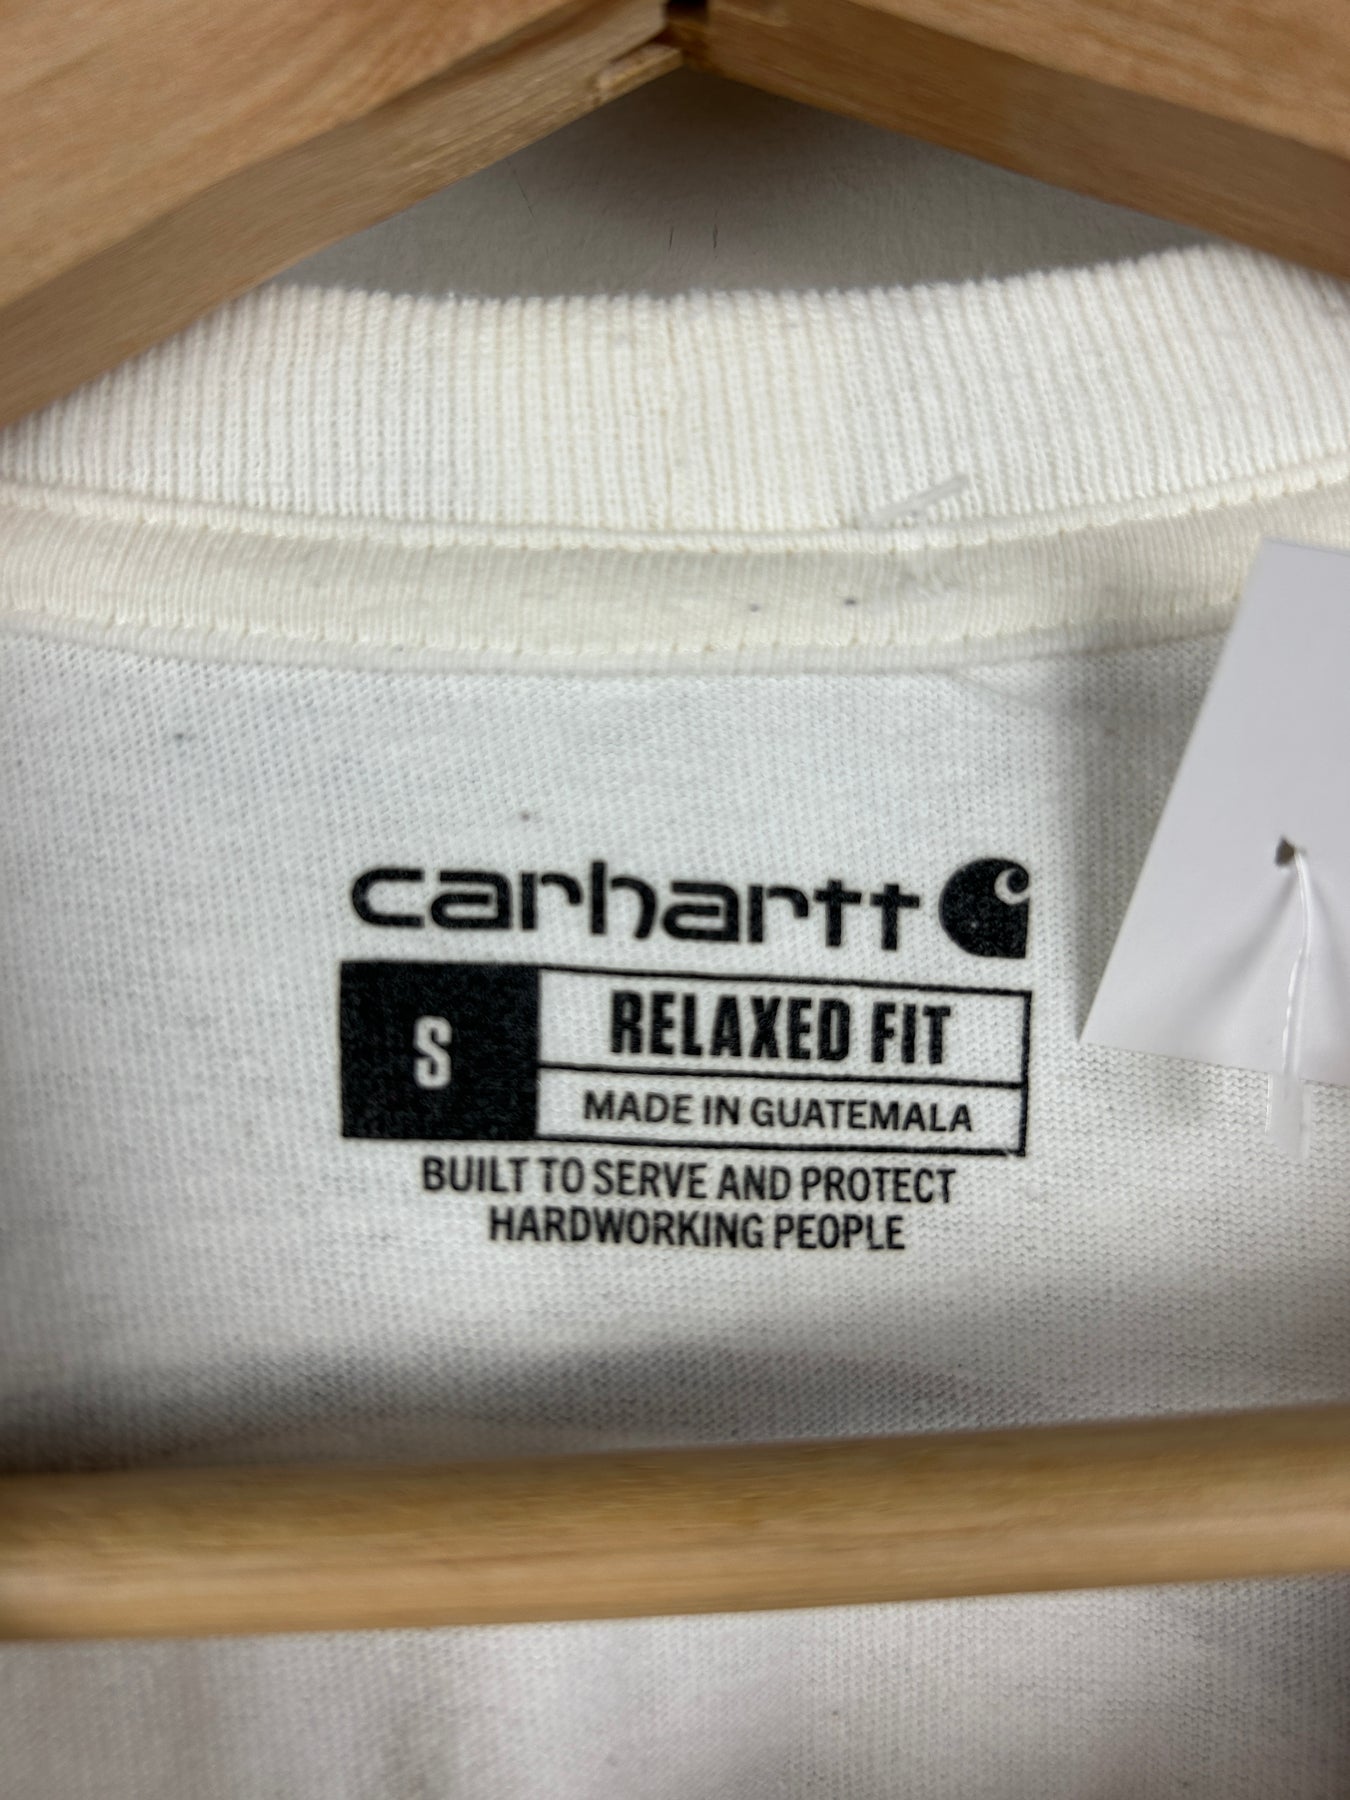 carhartt
S
RELAXED FIT
MADE IN GUATEMALA
BUILT TO SERVE AND PROTECT
HARDWORKING PEOPLE